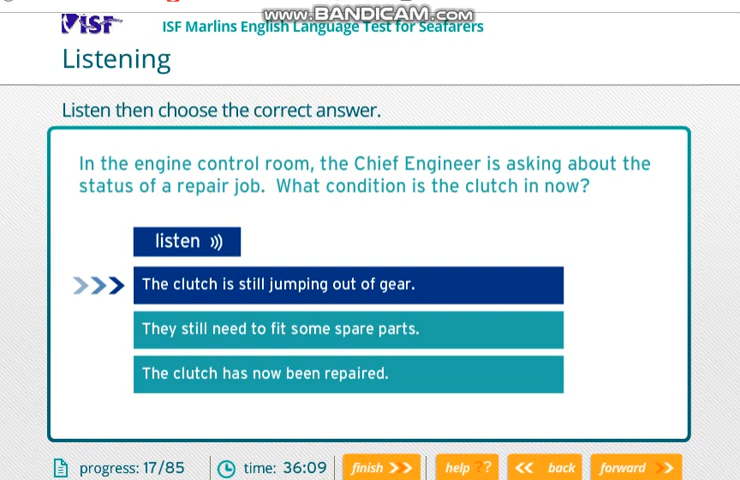 www.BANDICAM.com
ISF
ISF Marlins English Language Test for Seafarers
Listening
Listen then choose the correct answer.
In the engine control room, the Chief Engineer is asking about the
status of a repair job. What condition is the clutch in now?
listen
The clutch is still jumping out of gear.
They still need to fit some spare parts.
The clutch has now been repaired.
progress: 17/85 time: 36:09 finish >> help ?? << back forward >>